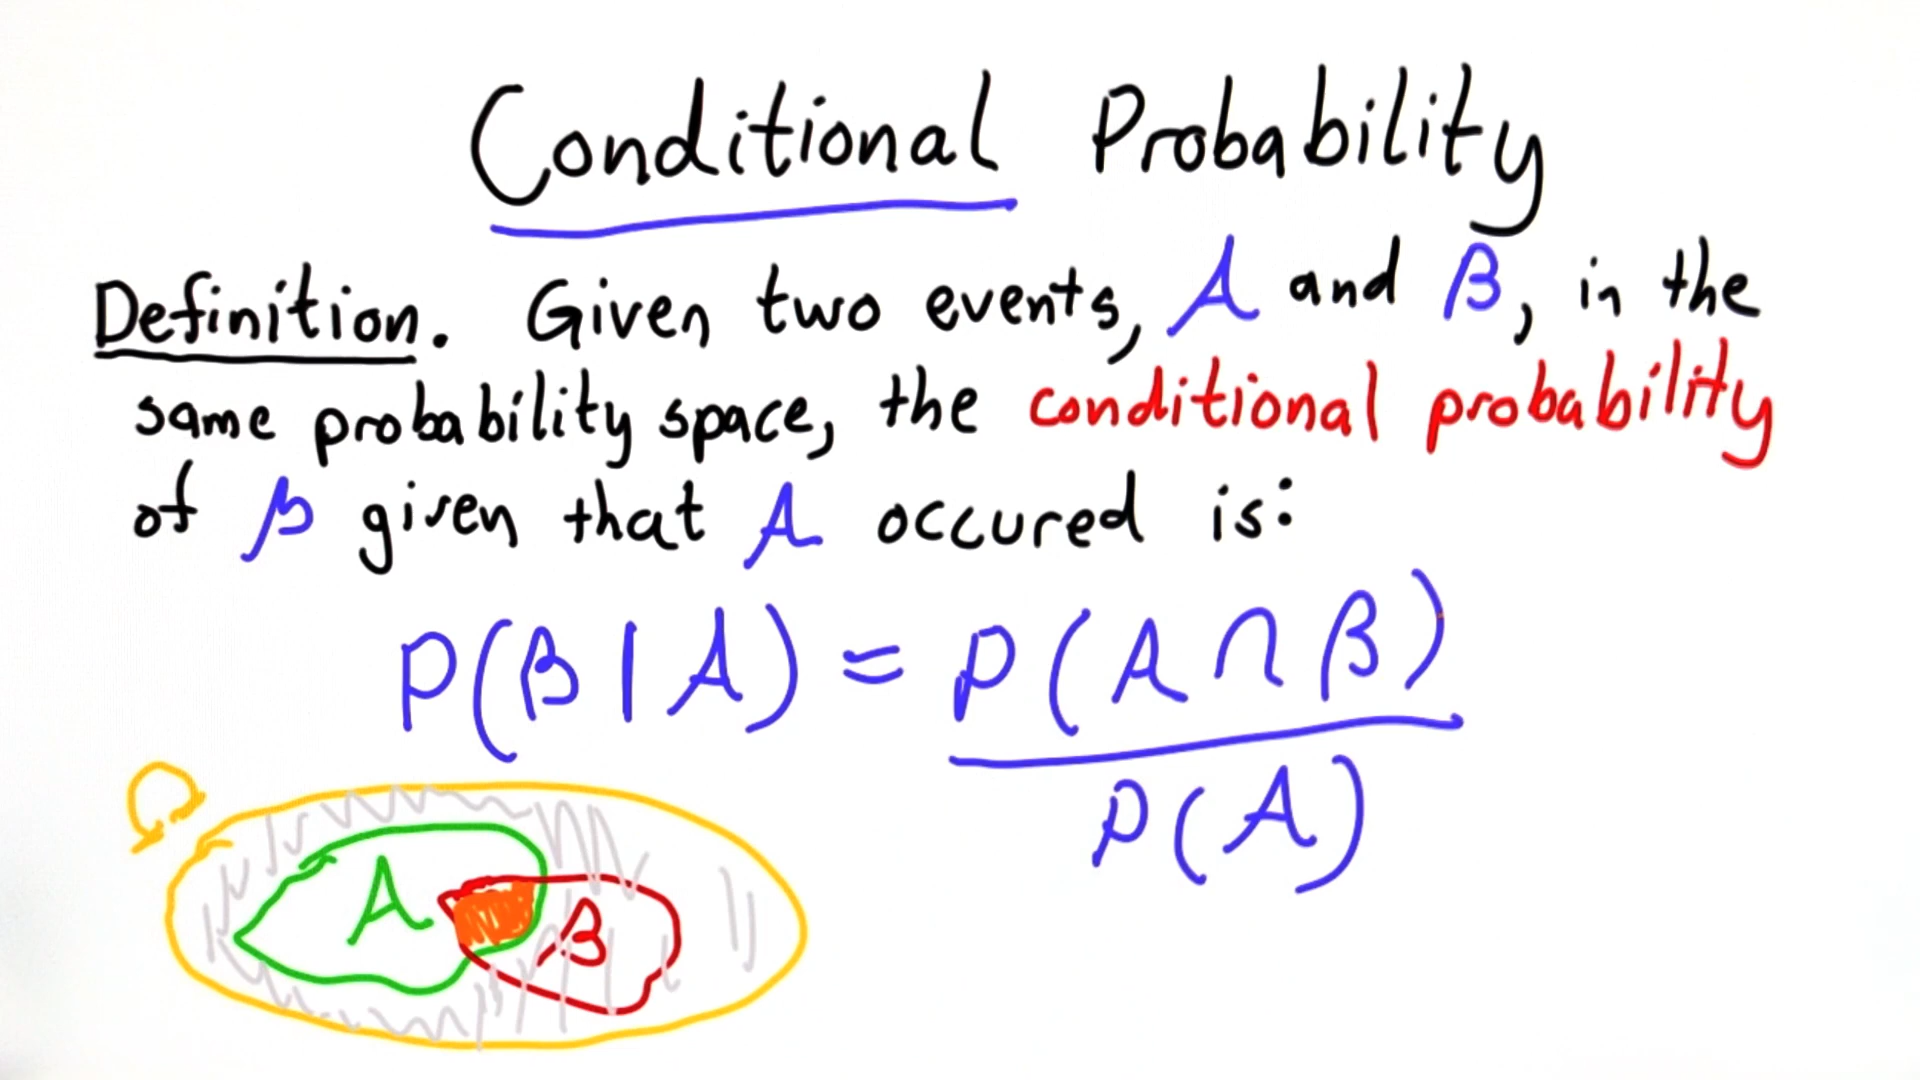 Conditional Probability
Definition. Given two events, A and B, in the
same probability space, the conditional probability
of B given that A occured is:
P(B|A) = P(A∩B)
P(A)
Ω
A
B